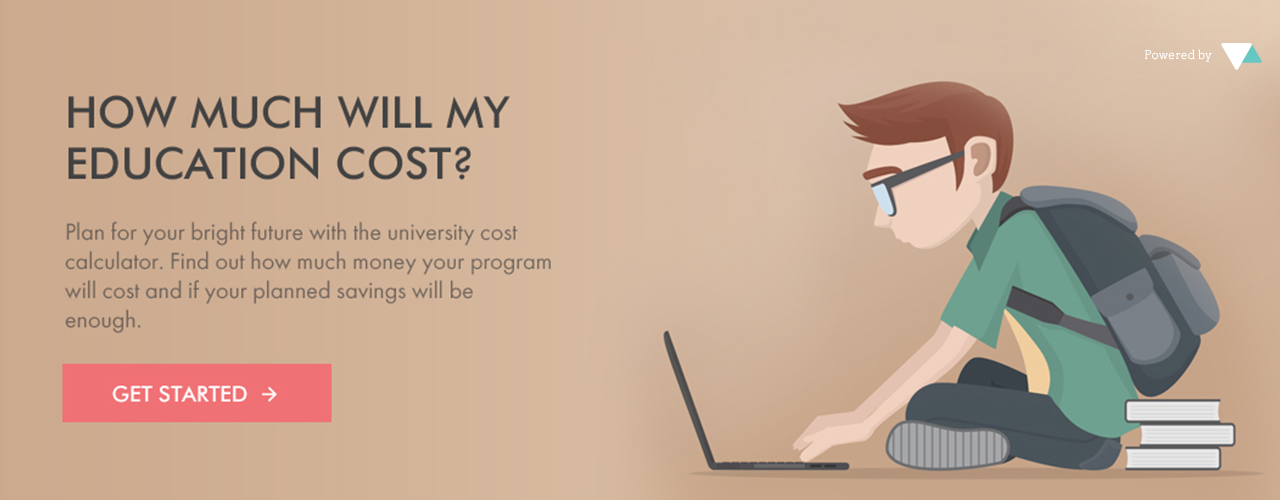 Powered by
HOW MUCH WILL MY
EDUCATION COST?
Plan for your bright future with the university cost
calculator. Find out how much money your program
will cost and if your planned savings will be
enough.
GET STARTED →